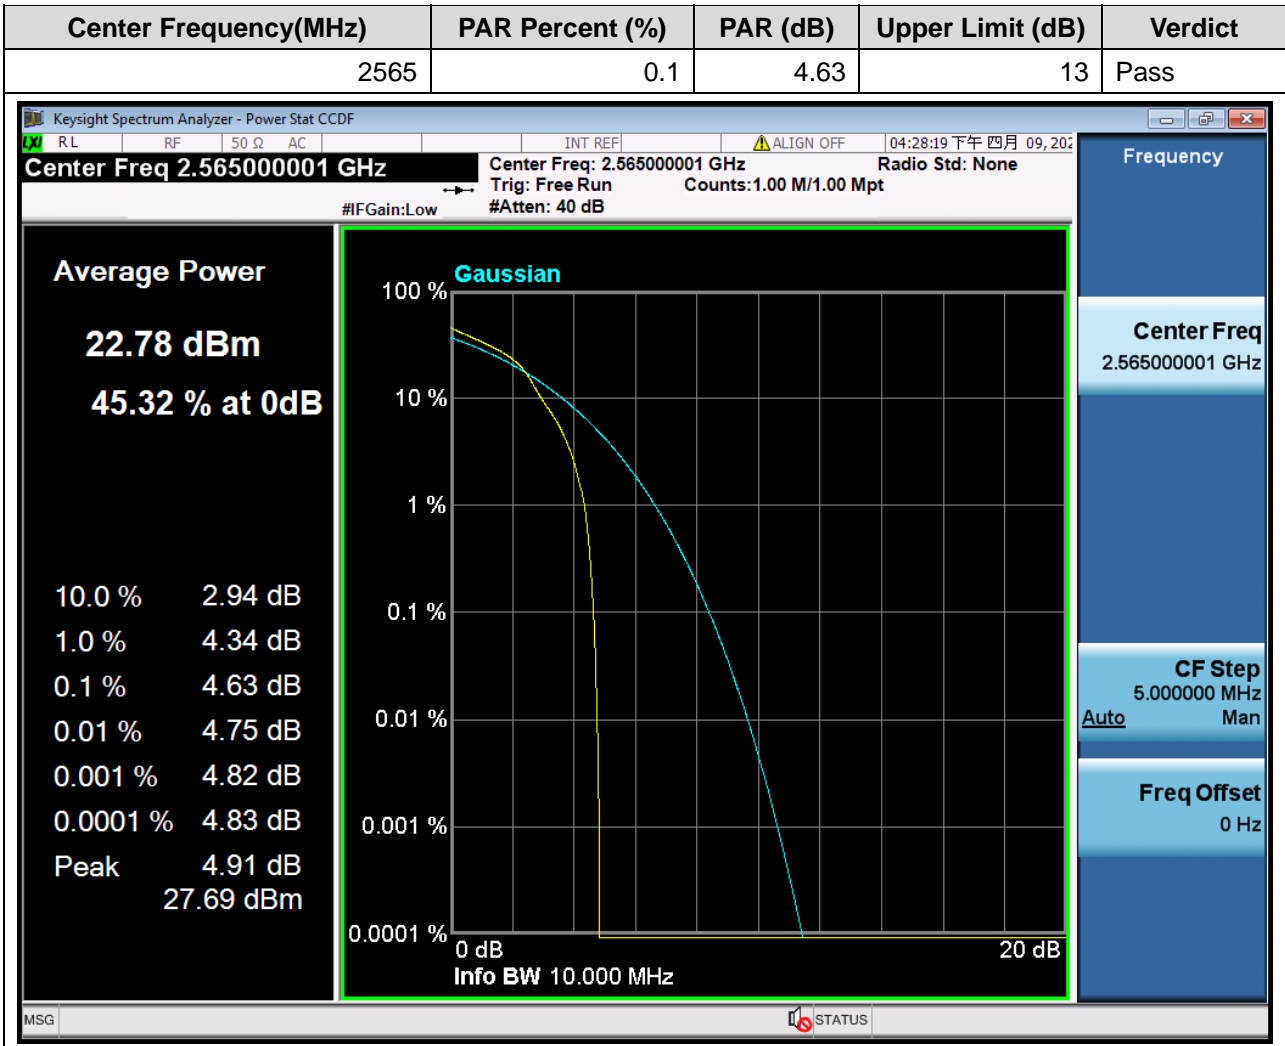 Center Frequency(MHz) PAR Percent (%) PAR (dB) Upper Limit (dB) Verdict
2565 0.1 4.63 13 Pass
Keysight Spectrum Analyzer - Power Stat CCDF
LXI RL RF 50 Ω AC INT REF ALIGN OFF 04:28:19 下午 四月 09, 202
Center Freq 2.565000001 GHz
Center Freq: 2.565000001 GHz Radio Std: None
Trig: Free Run Counts:1.00 M/1.00 Mpt
#IFGain:Low #Atten: 40 dB
Average Power
22.78 dBm
45.32 % at 0dB
10.0 % 2.94 dB
1.0 % 4.34 dB
0.1 % 4.63 dB
0.01 % 4.75 dB
0.001 % 4.82 dB
0.0001 % 4.83 dB
Peak 4.91 dB
27.69 dBm
Gaussian
100 %
10 %
1 %
0.1 %
0.01 %
0.001 %
0.0001 %
0 dB 20 dB
Info BW 10.000 MHz
Frequency
Center Freq
2.565000001 GHz
CF Step
5.000000 MHz
Auto Man
Freq Offset
0 Hz
MSG STATUS